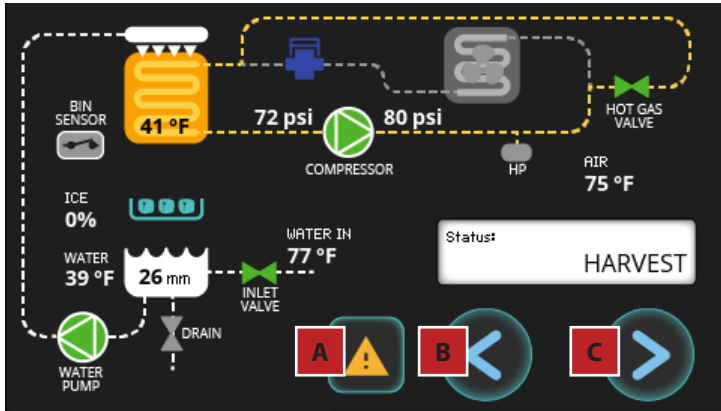 BIN
SENSOR
41 °F
72 psi
80 psi
COMPRESSOR
HP
HOT GAS
VALVE
AIR
75 °F
ICE
0%
WATER
39 °F
26 mm
WATER IN
77 °F
INLET
VALVE
DRAIN
WATER
PUMP
Status:
HARVEST
A
B
C